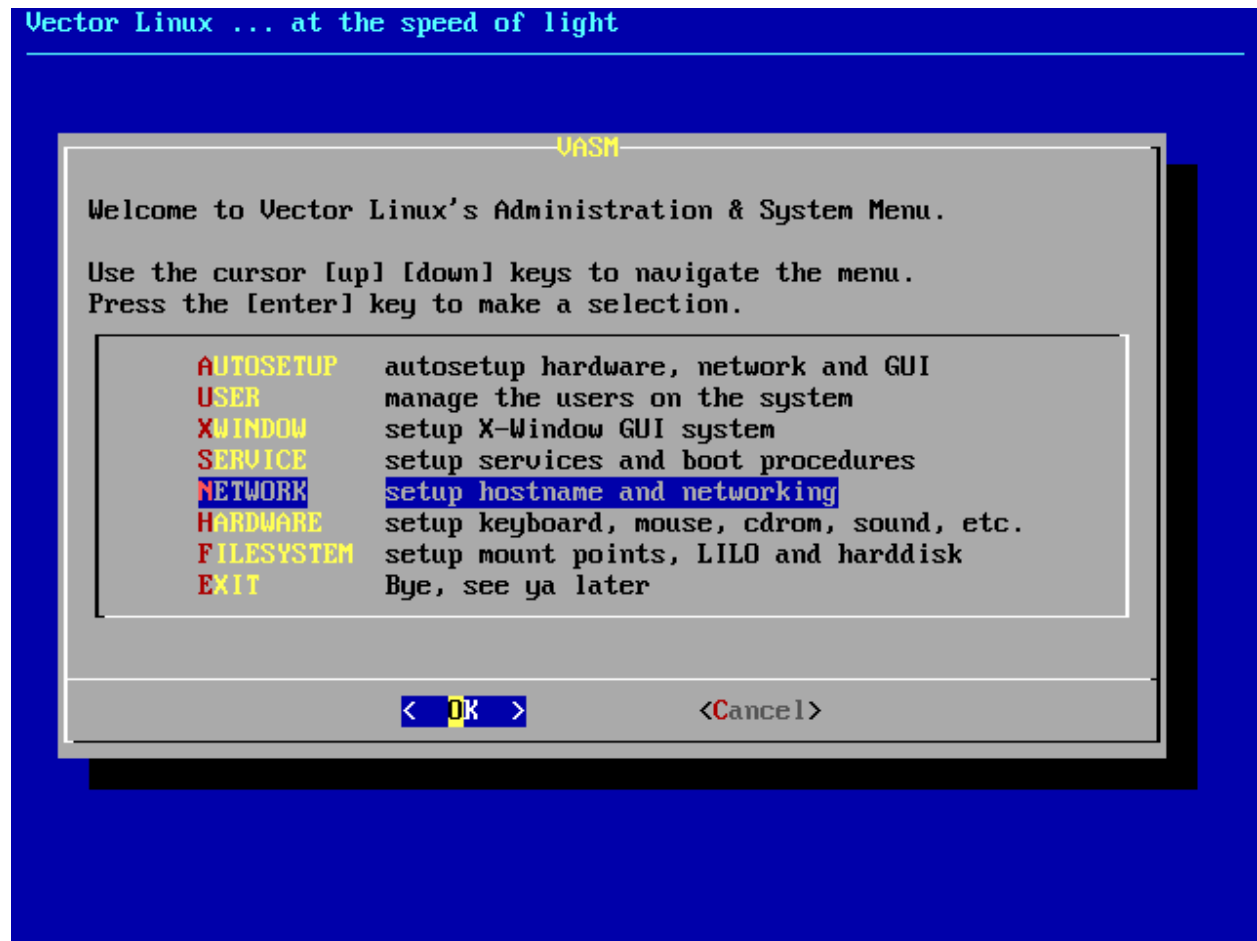 Vector Linux ... at the speed of light
VASM
Welcome to Vector Linux's Administration & System Menu.
Use the cursor [up] [down] keys to navigate the menu.
Press the [enter] key to make a selection.
AUTOSETUP autosetup hardware, network and GUI
USER manage the users on the system
XWINDOW setup X-Window GUI system
SERVICE setup services and boot procedures
NETWORK setup hostname and networking
HARDWARE setup keyboard, mouse, cdrom, sound, etc.
FILESYSTEM setup mount points, LILO and harddisk
EXIT Bye, see ya later
< OK > <Cancel>